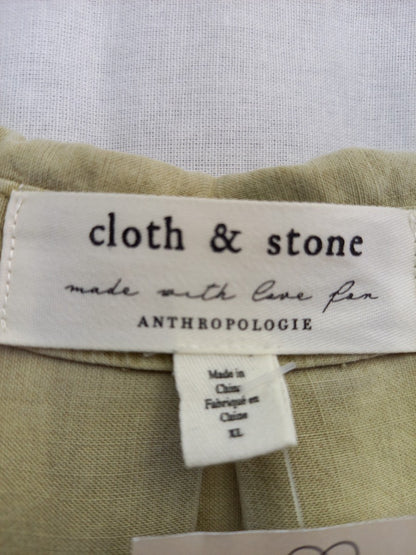 cloth & stone
made with love for
ANTHROPOLOGIE
Made in
China
Fabriqué en
Chine
XL